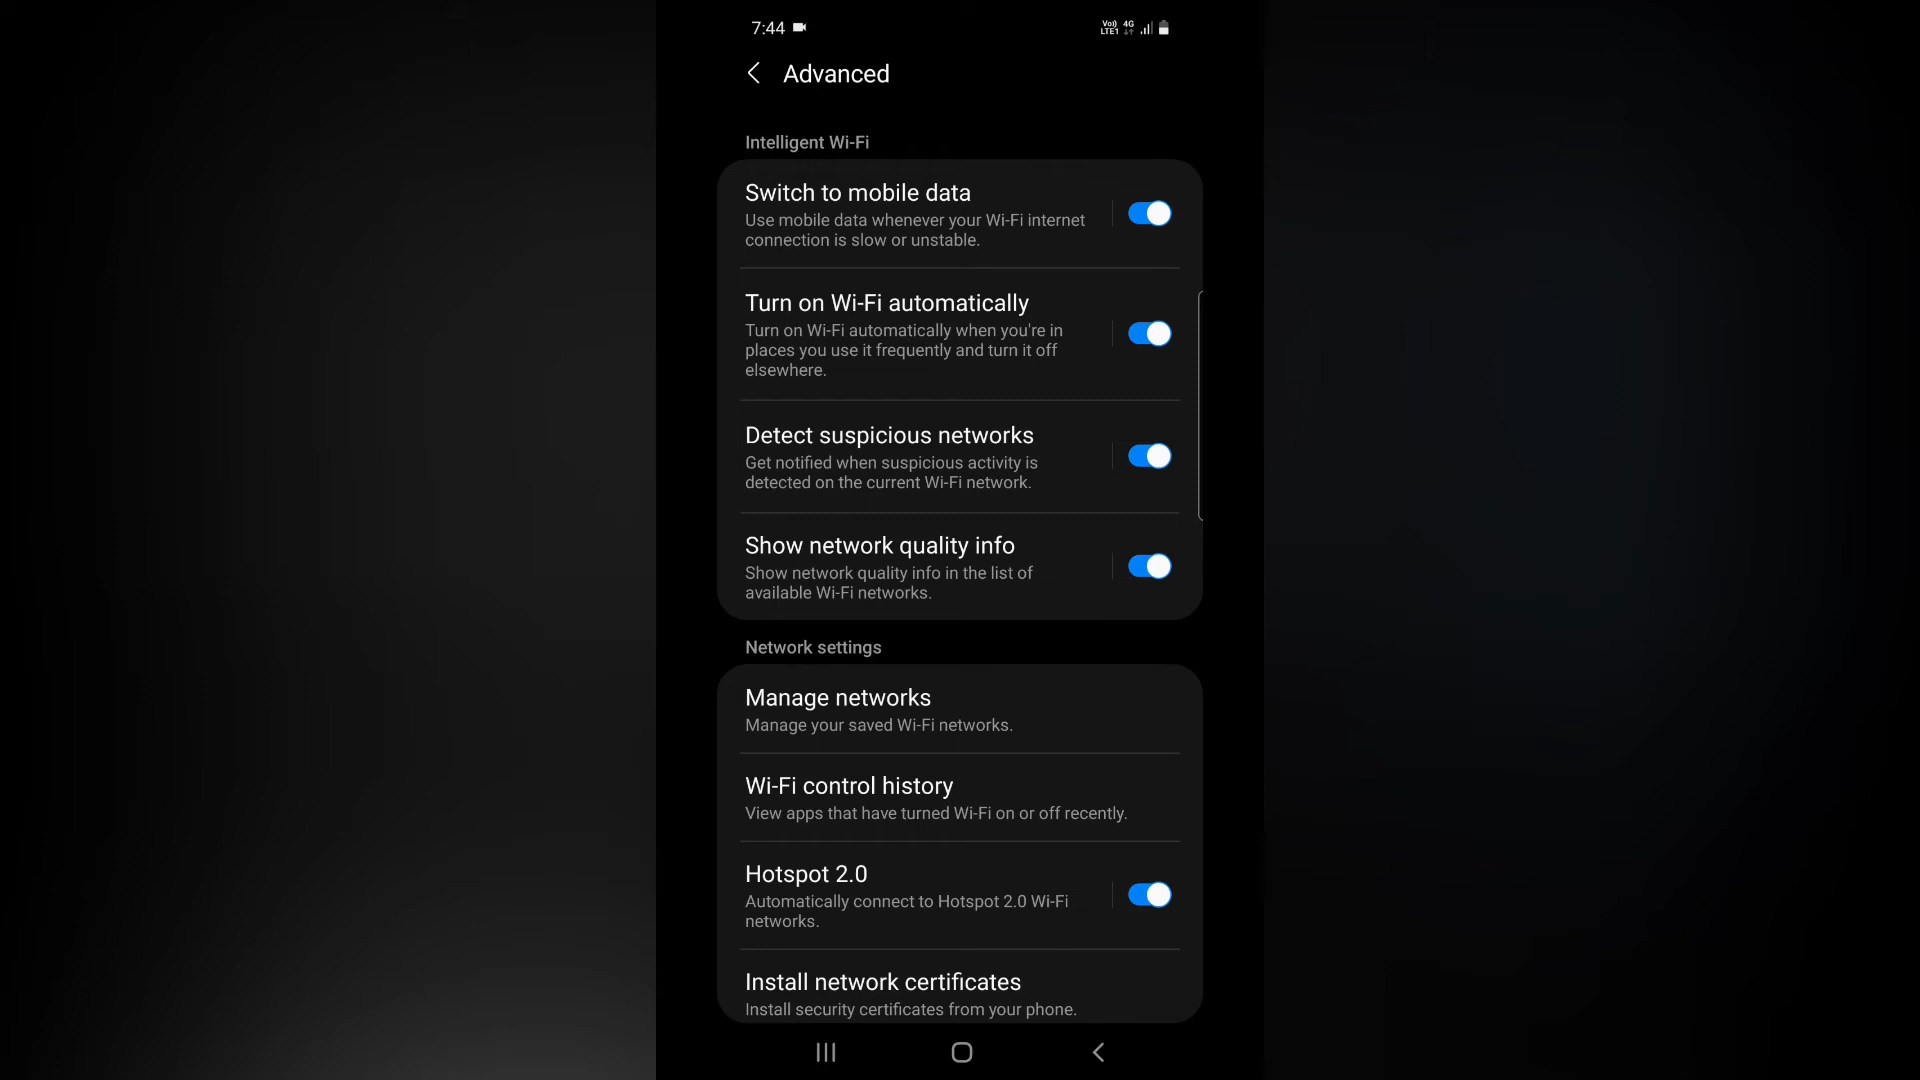 7:44
Vo)) 4G
LTE1
Advanced
Intelligent Wi-Fi
Switch to mobile data
Use mobile data whenever your Wi-Fi internet
connection is slow or unstable.
Turn on Wi-Fi automatically
Turn on Wi-Fi automatically when you're in
places you use it frequently and turn it off
elsewhere.
Detect suspicious networks
Get notified when suspicious activity is
detected on the current Wi-Fi network.
Show network quality info
Show network quality info in the list of
available Wi-Fi networks.
Network settings
Manage networks
Manage your saved Wi-Fi networks.
Wi-Fi control history
View apps that have turned Wi-Fi on or off recently.
Hotspot 2.0
Automatically connect to Hotspot 2.0 Wi-Fi
networks.
Install network certificates
Install security certificates from your phone.